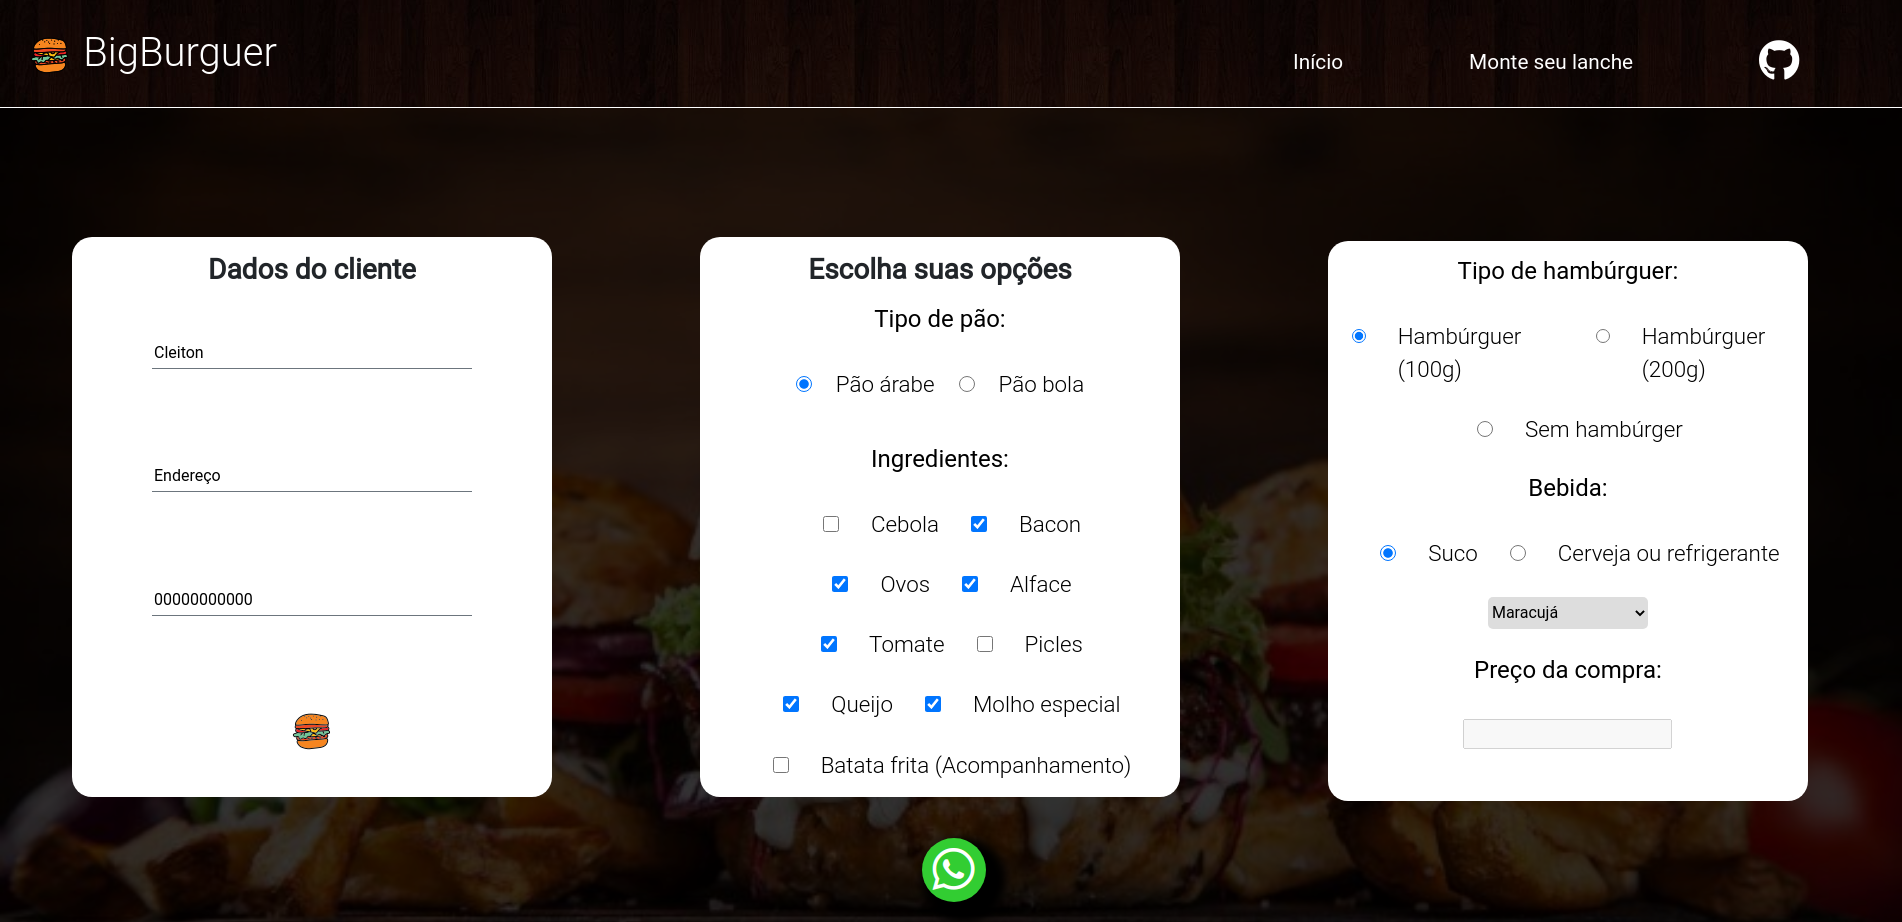 BigBurguer
Início
Monte seu lanche
Dados do cliente
Cleiton
Endereço
00000000000
Escolha suas opções
Tipo de pão:
Pão árabe
Pão bola
Ingredientes:
Cebola
Bacon
Ovos
Alface
Tomate
Picles
Queijo
Molho especial
Batata frita (Acompanhamento)
Tipo de hambúrguer:
Hambúrguer
(100g)
Hambúrguer
(200g)
Sem hambúrger
Bebida:
Suco
Cerveja ou refrigerante
Maracujá
Preço da compra: